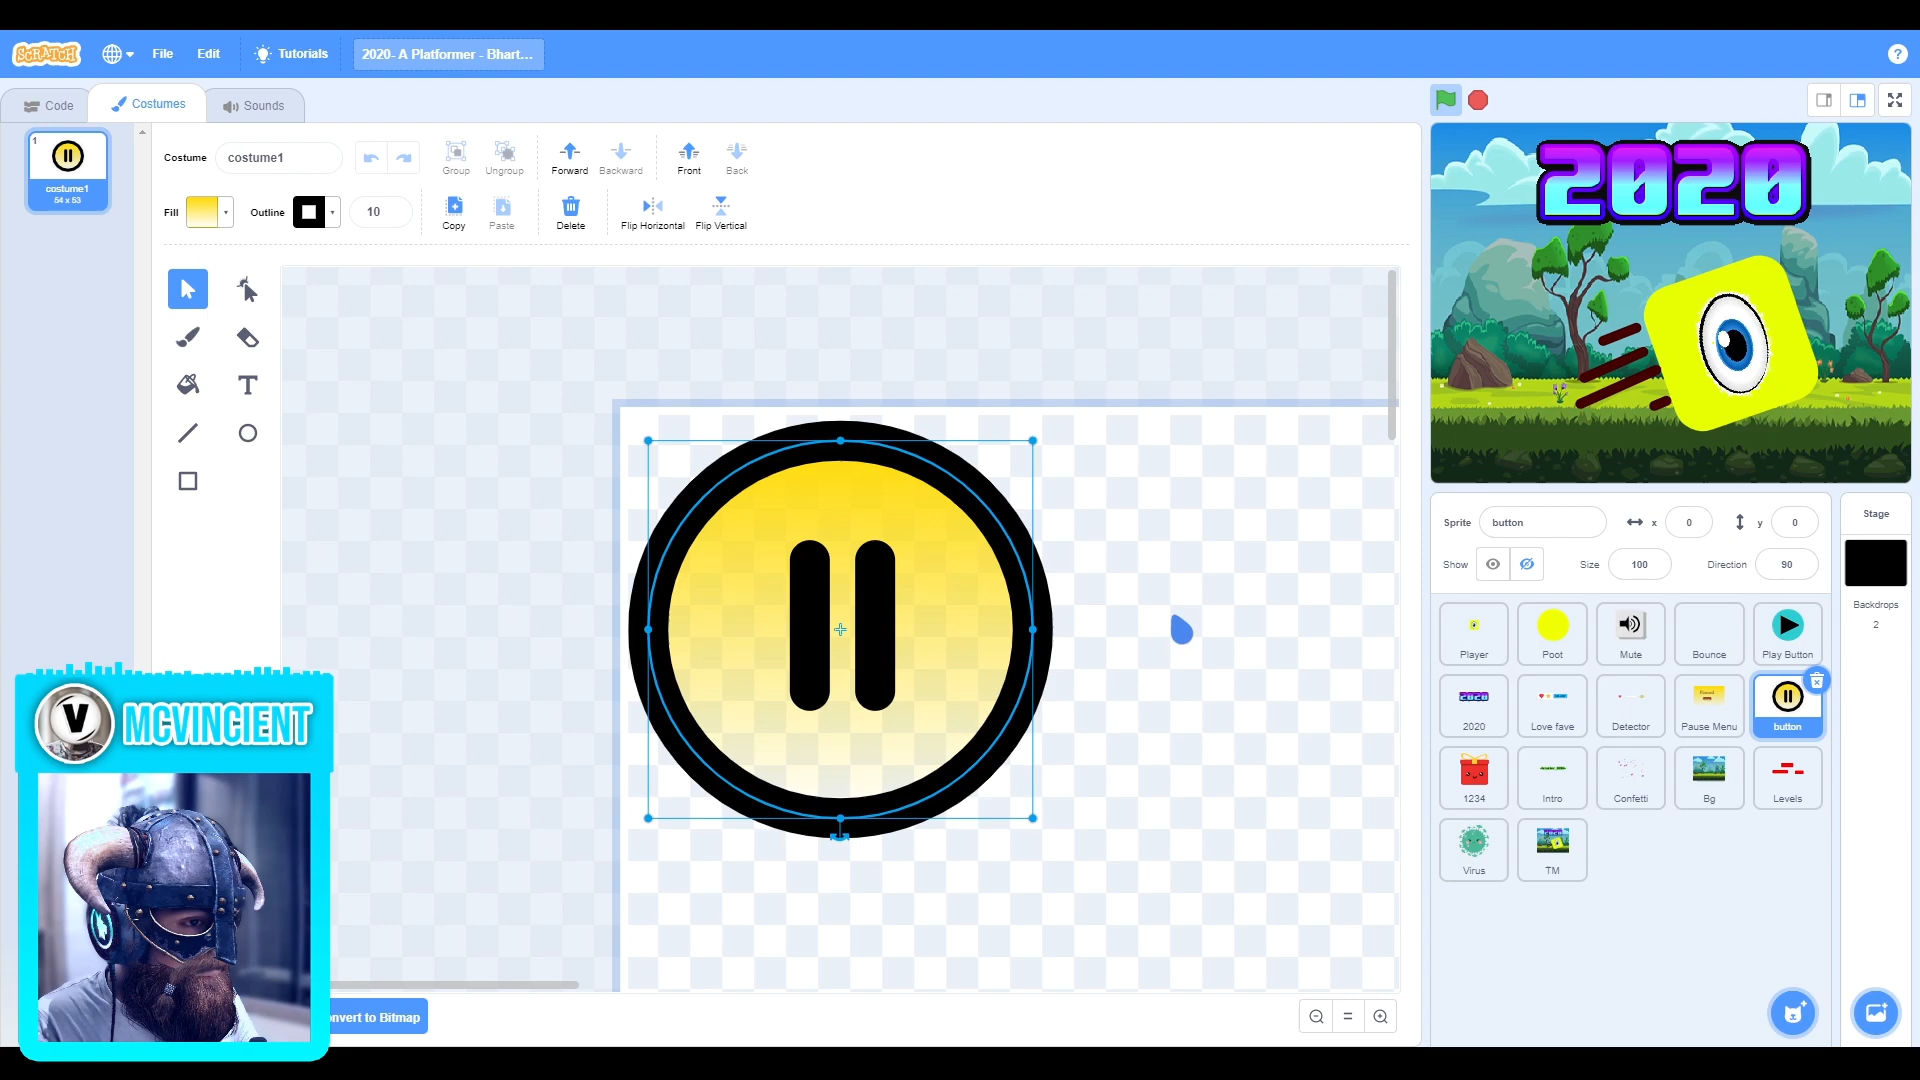 SCRATCH
File
Edit
Tutorials
2020- A Platformer - Bhart...
?
Code
Costumes
Sounds
1
costume1
54 x 53
Costume
costume1
Group
Ungroup
Forward
Backward
Front
Back
Fill
Outline
10
Copy
Paste
Delete
Flip Horizontal
Flip Vertical
T
nvert to Bitmap
V
MCVINCIENT
2020
Sprite
button
x
0
y
0
Show
Size
100
Direction
90
Stage
Backdrops
2
Player
Poot
Mute
Bounce
Play Button
2020
Love fave
Detector
Pause Menu
button
1234
Intro
Confetti
Bg
Levels
Virus
TM